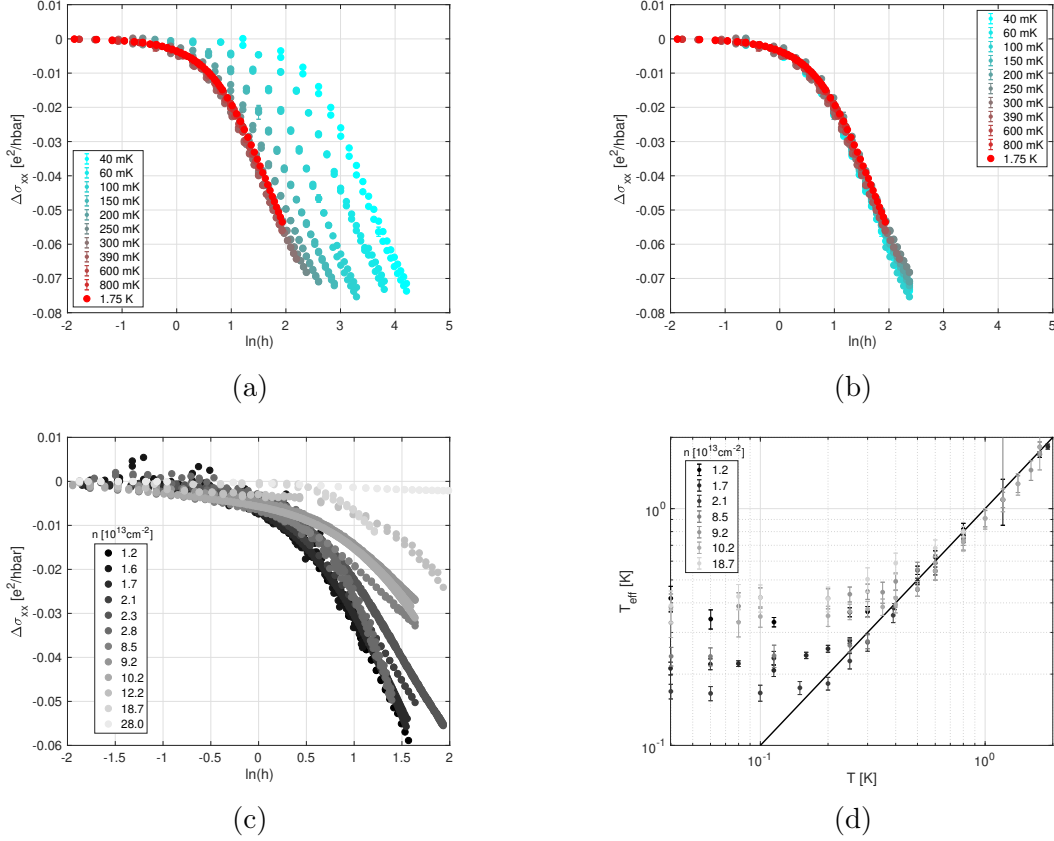 0.01
0
-0.01
-0.02
-0.03
-0.04
-0.05
-0.06
-0.07
-0.08
Δσxx [e²/hbar]
40 mK
60 mK
100 mK
150 mK
200 mK
250 mK
300 mK
390 mK
600 mK
800 mK
1.75 K
-2 -1 0 1 2 3 4 5
ln(h)
(a)
0.01
0
-0.01
-0.02
-0.03
-0.04
-0.05
-0.06
-0.07
-0.08
Δσxx [e²/hbar]
40 mK
60 mK
100 mK
150 mK
200 mK
250 mK
300 mK
390 mK
600 mK
800 mK
1.75 K
-2 -1 0 1 2 3 4 5
ln(h)
(b)
0.01
0
-0.01
-0.02
-0.03
-0.04
-0.05
-0.06
Δσxx [e²/hbar]
n [10¹³cm⁻²]
1.2
1.6
1.7
2.1
2.3
2.8
8.5
9.2
10.2
12.2
18.7
28.0
-2 -1.5 -1 -0.5 0 0.5 1 1.5 2
ln(h)
(c)
n [10¹³cm⁻²]
1.2
1.7
2.1
8.5
9.2
10.2
18.7
10⁰
10⁻¹
Teff [K]
10⁻¹ 10⁰
T [K]
(d)